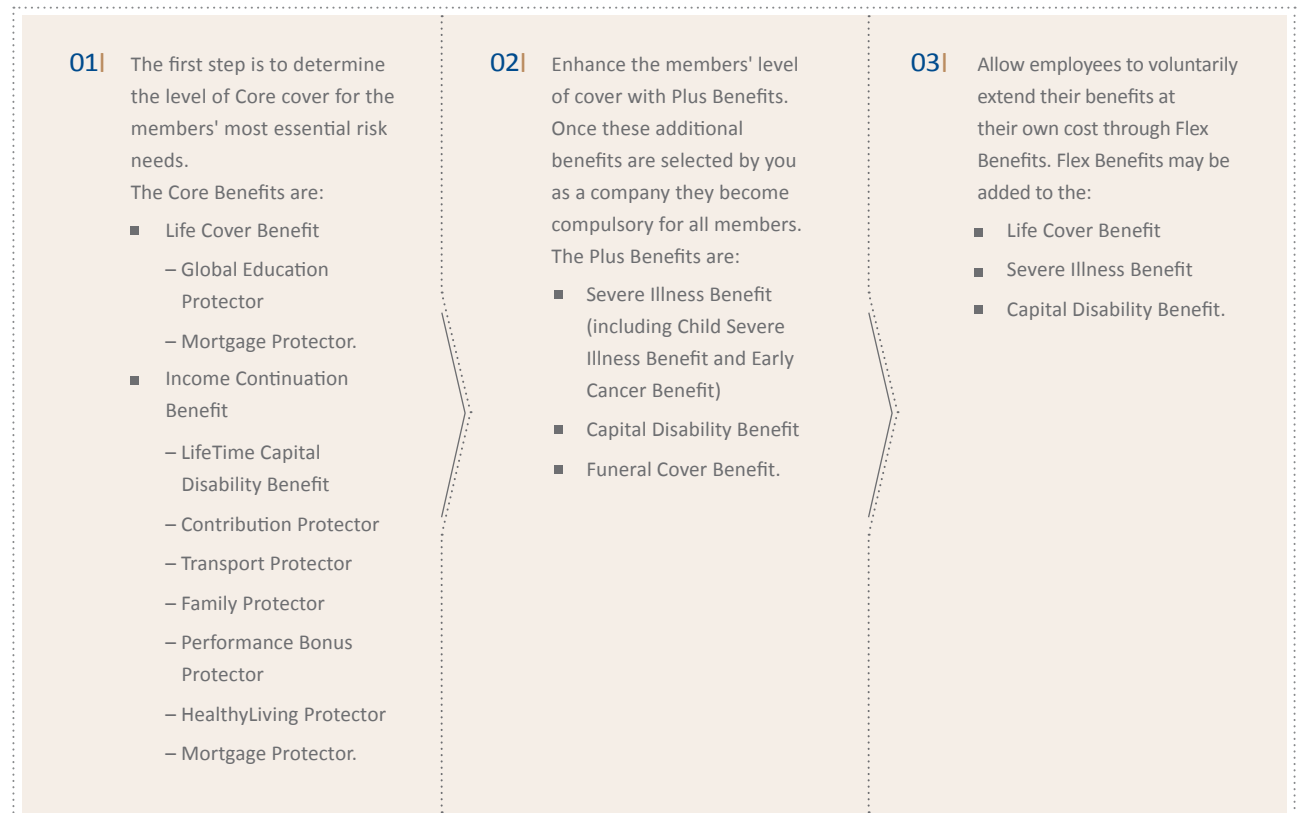 01|
The first step is to determine
the level of Core cover for the
members' most essential risk
needs.
The Core Benefits are:
■ Life Cover Benefit
– Global Education
Protector
– Mortgage Protector.
■ Income Continuation
Benefit
– LifeTime Capital
Disability Benefit
– Contribution Protector
– Transport Protector
– Family Protector
– Performance Bonus
Protector
– HealthyLiving Protector
– Mortgage Protector.
02|
Enhance the members' level
of cover with Plus Benefits.
Once these additional
benefits are selected by you
as a company they become
compulsory for all members.
The Plus Benefits are:
■ Severe Illness Benefit
(including Child Severe
Illness Benefit and Early
Cancer Benefit)
■ Capital Disability Benefit
■ Funeral Cover Benefit.
03|
Allow employees to voluntarily
extend their benefits at
their own cost through Flex
Benefits. Flex Benefits may be
added to the:
■ Life Cover Benefit
■ Severe Illness Benefit
■ Capital Disability Benefit.